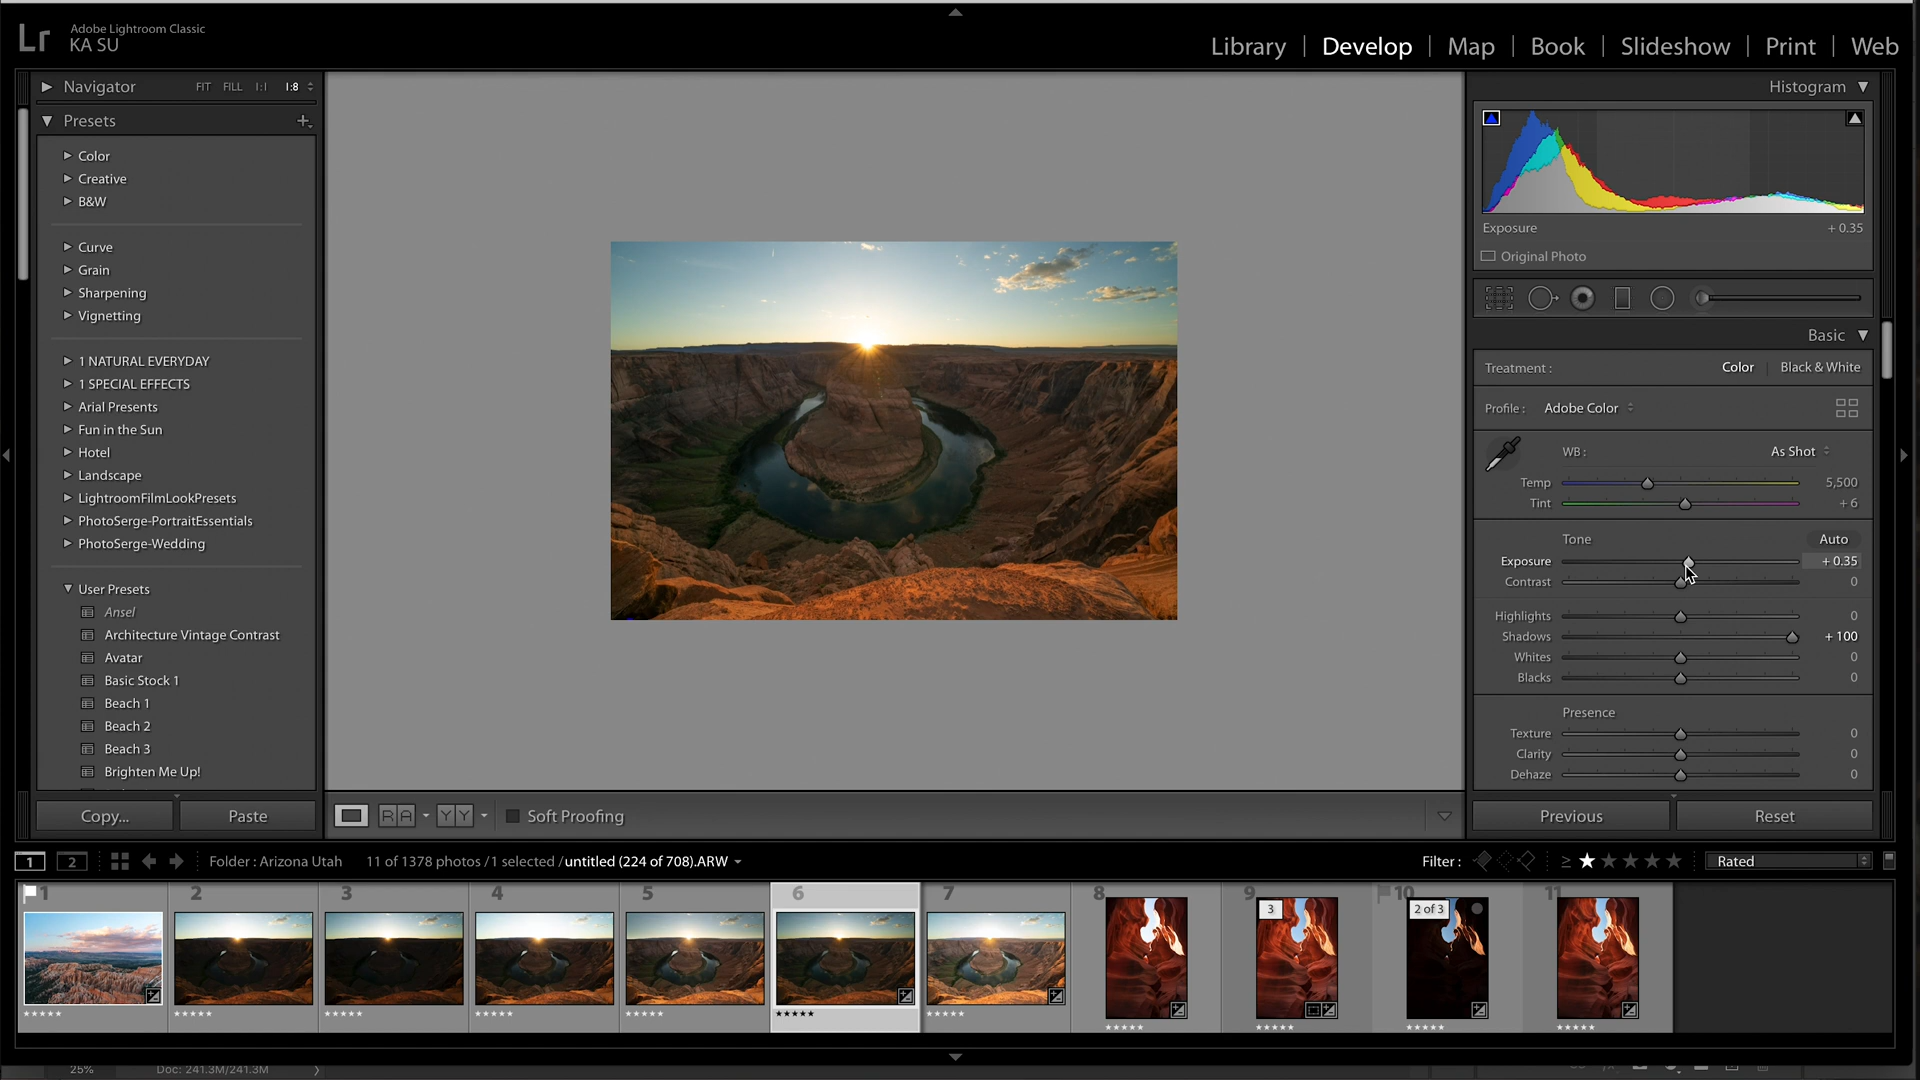 Lr
Adobe Lightroom Classic
KA SU
Library | Develop | Map | Book | Slideshow | Print | Web
Navigator FIT FILL 1:1 1:8
Presets
Color
Creative
B&W
Curve
Grain
Sharpening
Vignetting
1 NATURAL EVERYDAY
1 SPECIAL EFFECTS
Arial Presents
Fun in the Sun
Hotel
Landscape
LightroomFilmLookPresets
PhotoSerge-PortraitEssentials
PhotoSerge-Wedding
User Presets
Ansel
Architecture Vintage Contrast
Avatar
Basic Stock 1
Beach 1
Beach 2
Beach 3
Brighten Me Up!
Copy... Paste
R A Y Y Soft Proofing
Histogram
Exposure + 0.35
Original Photo
Basic
Treatment : Color | Black & White
Profile : Adobe Color
WB : As Shot
Temp 5,500
Tint + 6
Tone Auto
Exposure + 0.35
Contrast 0
Highlights 0
Shadows + 100
Whites 0
Blacks 0
Presence
Texture 0
Clarity 0
Dehaze 0
Previous Reset
1 2 Folder : Arizona Utah 11 of 1378 photos / 1 selected / untitled (224 of 708).ARW Filter : ≥ Rated
1 2 3 4 5 6 7 8 9 10 11
3 2 of 3
25% Doc: 241.3M/241.3M